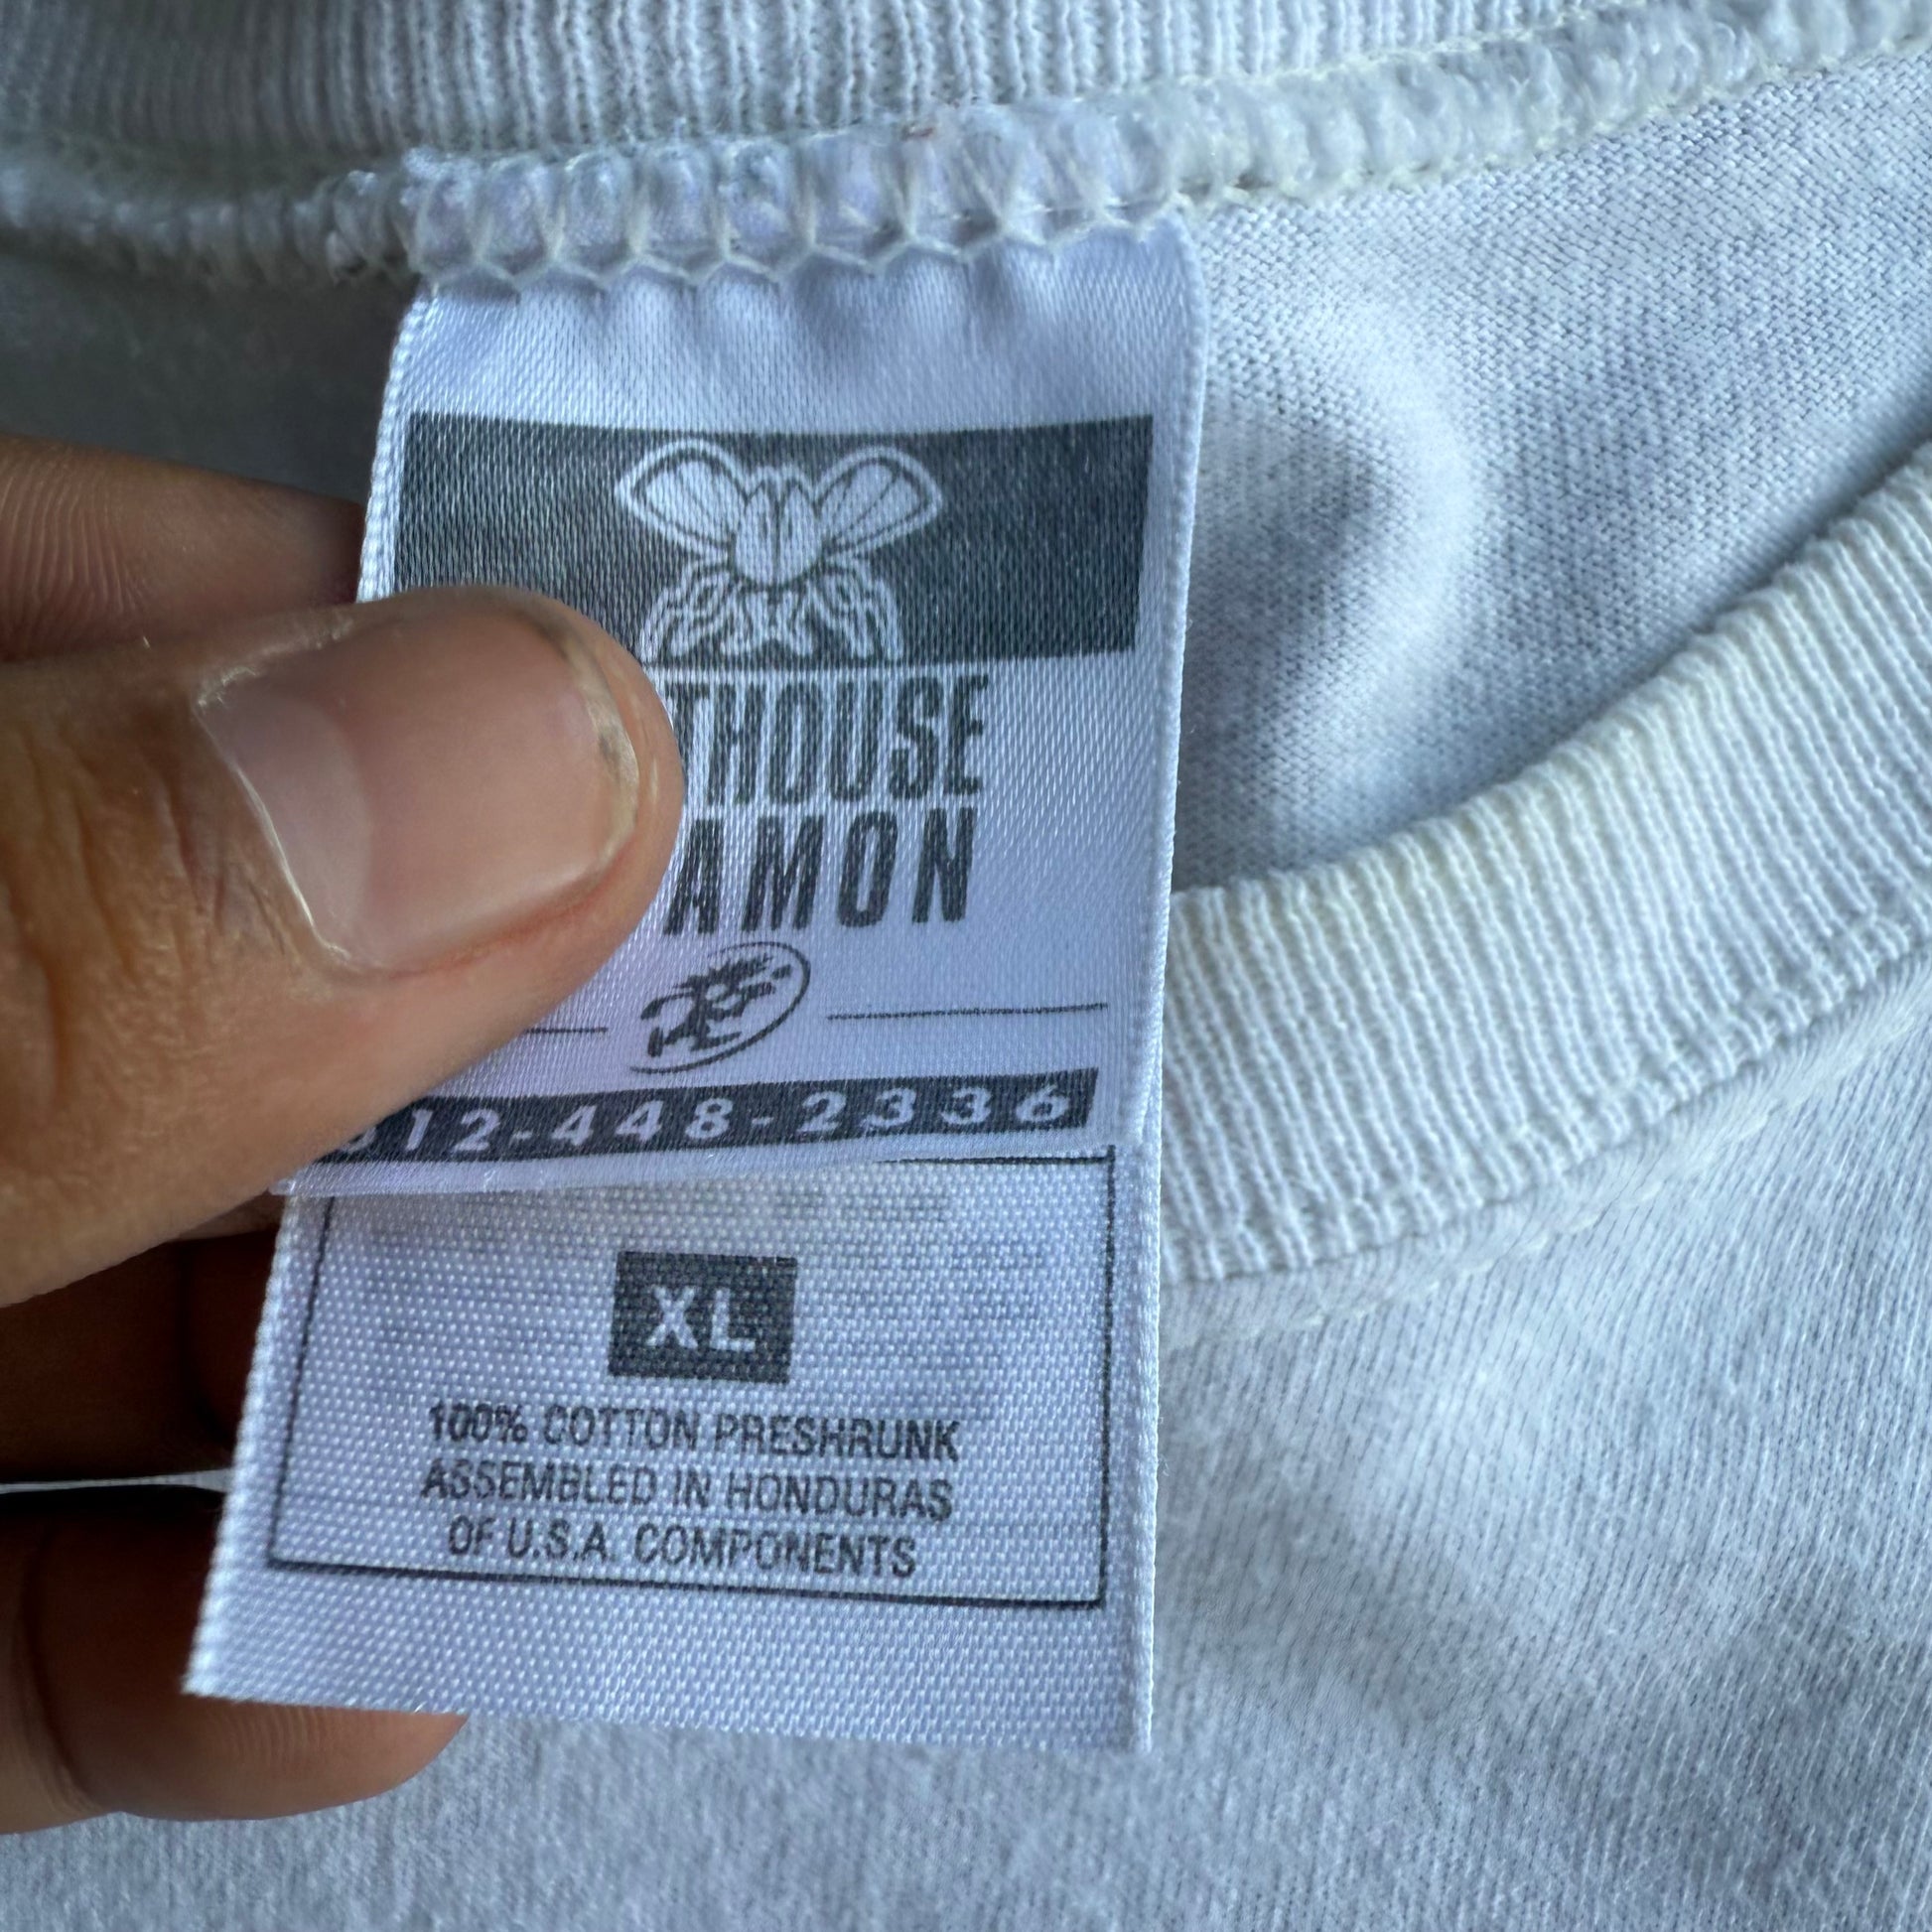 THOUSE
AMON
12-448-2336
XL
100% COTTON PRESHRUNK
ASSEMBLED IN HONDURAS
OF U.S.A. COMPONENTS